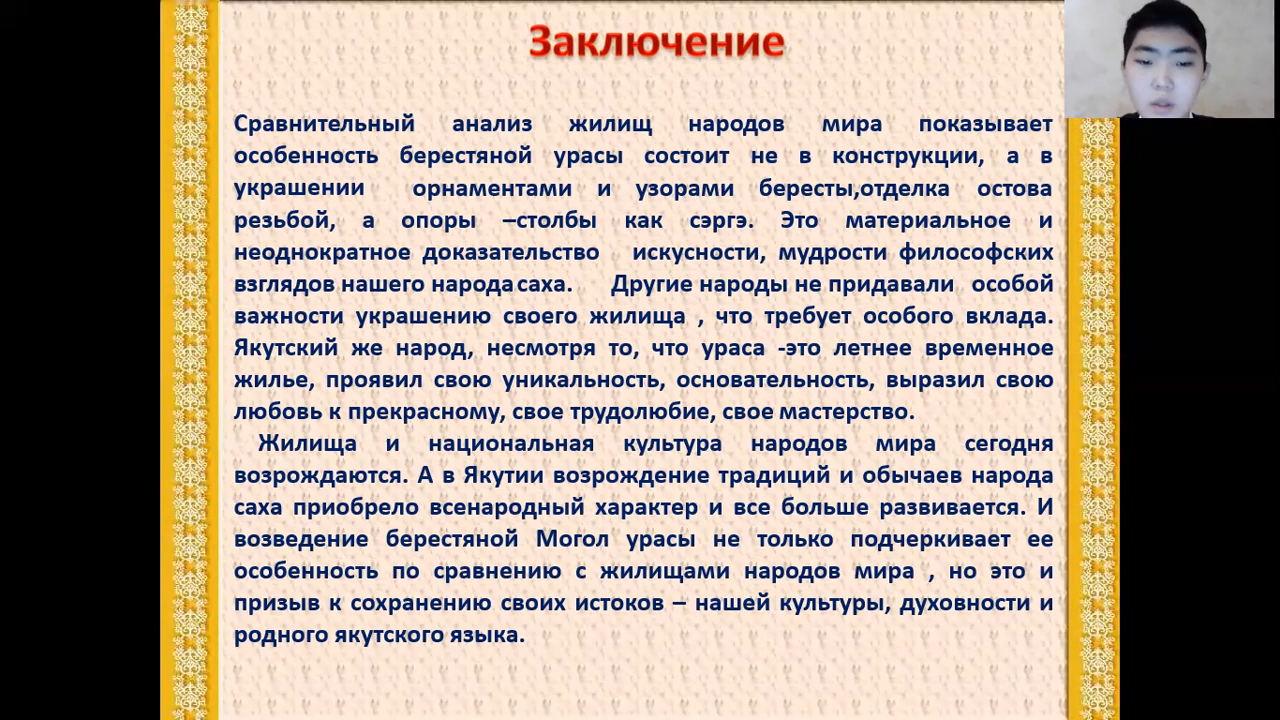 Заключение
Сравнительный анализ жилищ народов мира показывает
особенность берестяной урасы состоит не в конструкции, а в
украшении орнаментами и узорами бересты,отделка остова
резьбой, а опоры –столбы как сэргэ. Это материальное и
неоднократное доказательство искусности, мудрости философских
взглядов нашего народа саха. Другие народы не придавали особой
важности украшению своего жилища , что требует особого вклада.
Якутский же народ, несмотря то, что ураса -это летнее временное
жилье, проявил свою уникальность, основательность, выразил свою
любовь к прекрасному, свое трудолюбие, свое мастерство.
Жилища и национальная культура народов мира сегодня
возрождаются. А в Якутии возрождение традиций и обычаев народа
саха приобрело всенародный характер и все больше развивается. И
возведение берестяной Могол урасы не только подчеркивает ее
особенность по сравнению с жилищами народов мира , но это и
призыв к сохранению своих истоков – нашей культуры, духовности и
родного якутского языка.